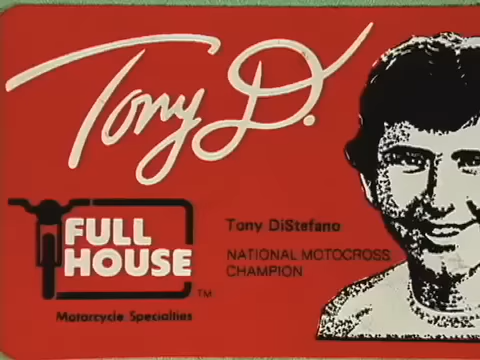 Tony D.
FULL
HOUSE
TM
Motorcycle Specialties
Tony DiStefano
NATIONAL MOTOCROSS
CHAMPION